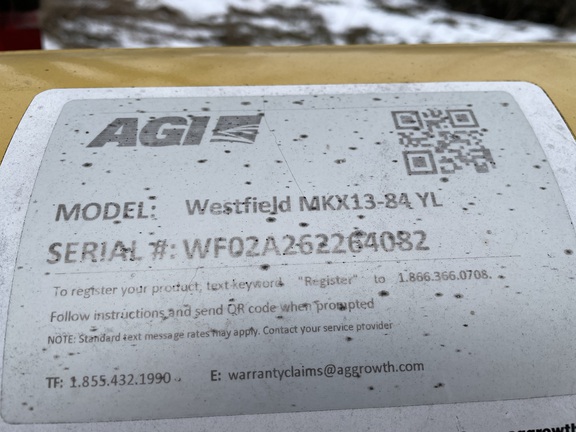 AGI
MODEL: Westfield MKX13-84 YL
SERIAL #: WF02A262264082
To register your product, text keyword "Register" to 1.866.366.0708.
Follow instructions and send QR code when prompted
NOTE: Standard text message rates may apply. Contact your service provider
TF: 1.855.432.1990 E: warrantyclaims@aggrowth.com